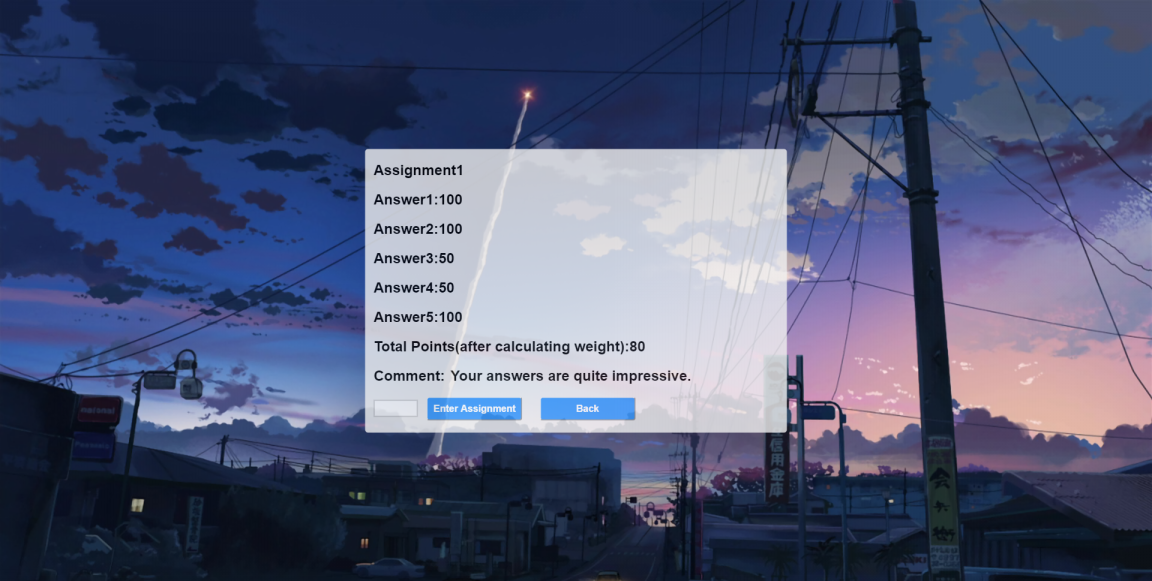 Assignment1
Answer1:100
Answer2:100
Answer3:50
Answer4:50
Answer5:100
Total Points(after calculating weight):80
Comment: Your answers are quite impressive.
Enter Assignment
Back